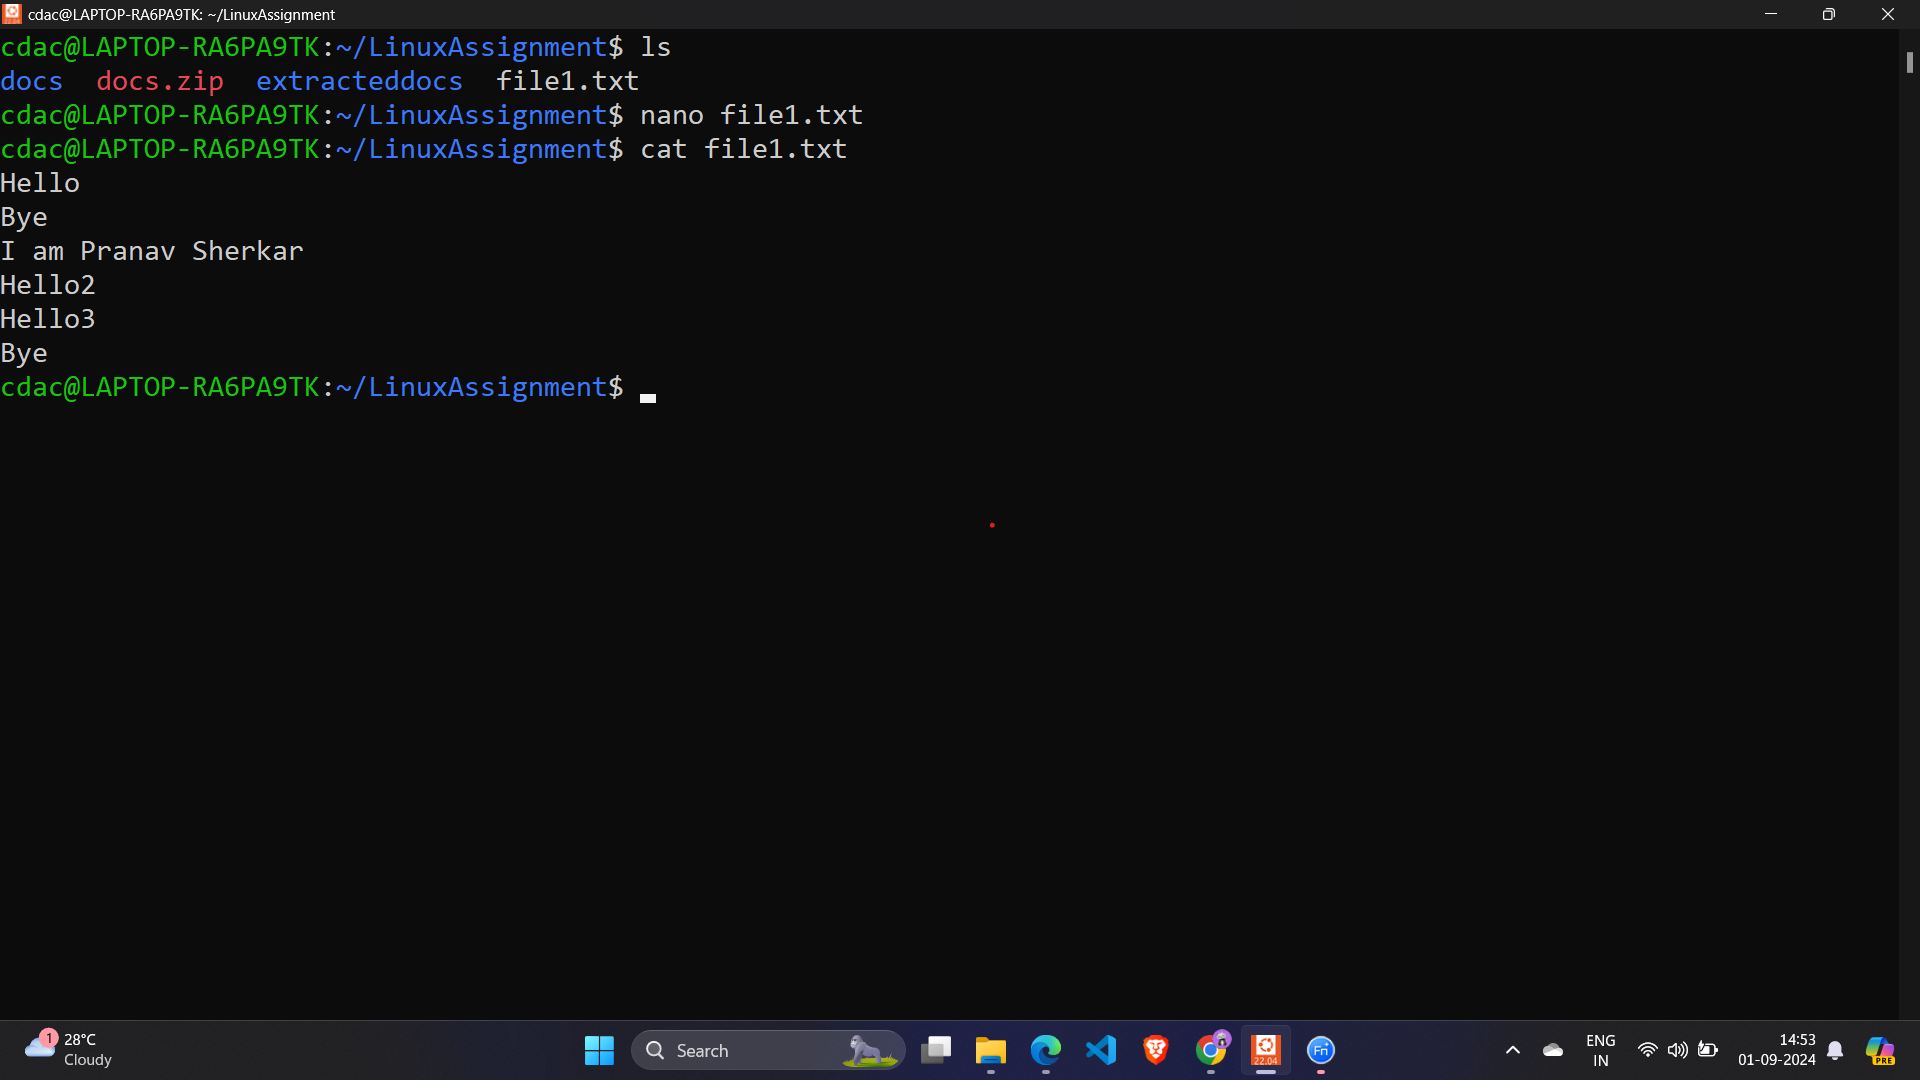 cdac@LAPTOP-RA6PA9TK: ~/LinuxAssignment
cdac@LAPTOP-RA6PA9TK:~/LinuxAssignment$ ls
docs  docs.zip  extracteddocs  file1.txt
cdac@LAPTOP-RA6PA9TK:~/LinuxAssignment$ nano file1.txt
cdac@LAPTOP-RA6PA9TK:~/LinuxAssignment$ cat file1.txt
Hello
Bye
I am Pranav Sherkar
Hello2
Hello3
Bye
cdac@LAPTOP-RA6PA9TK:~/LinuxAssignment$
1 28°C
Cloudy
Search
22.04
Fri
ENG
IN
14:53
01-09-2024
PRE